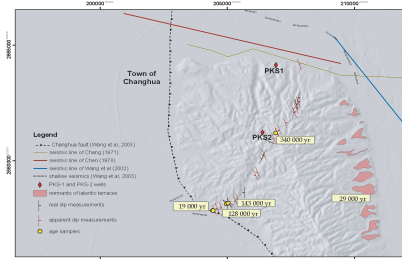 200000
205000
210000
2665000
2660000
Town of
Changhua
PKS1
PKS2
340 000 yr
143 000 yr
128 000 yr
19 000 yr
29 000 yr
Legend
Changhua fault (Wang et al, 2003)
seismic line of Chang (1971)
seismic line of Chen (1978)
seismic line of Wang et al (2002)
shallow seismics (Wang et al, 2003)
PKS-1 and PKS-2 wells
remnants of lateritic terraces
real dip measurements
apparent dip measurements
age samples